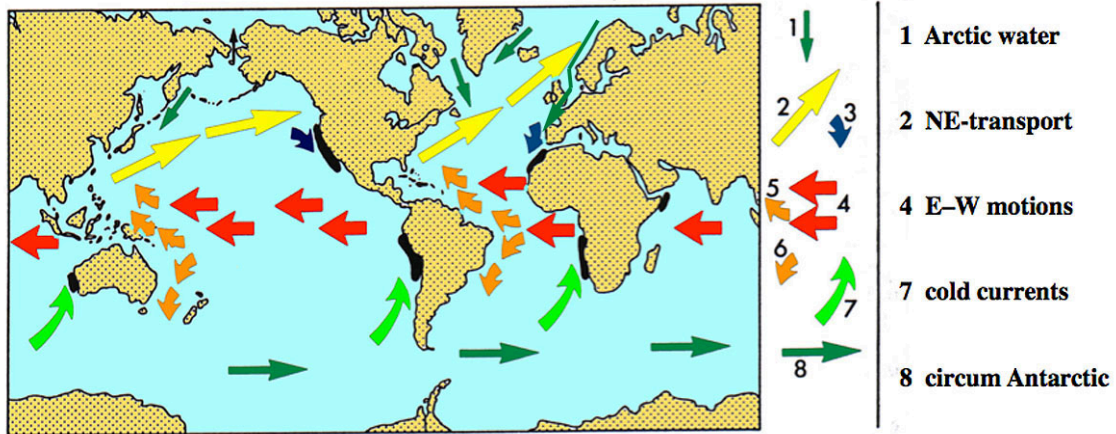 1
2
3
5
4
6
7
8
1 Arctic water
2 NE-transport
4 E–W motions
7 cold currents
8 circum Antarctic